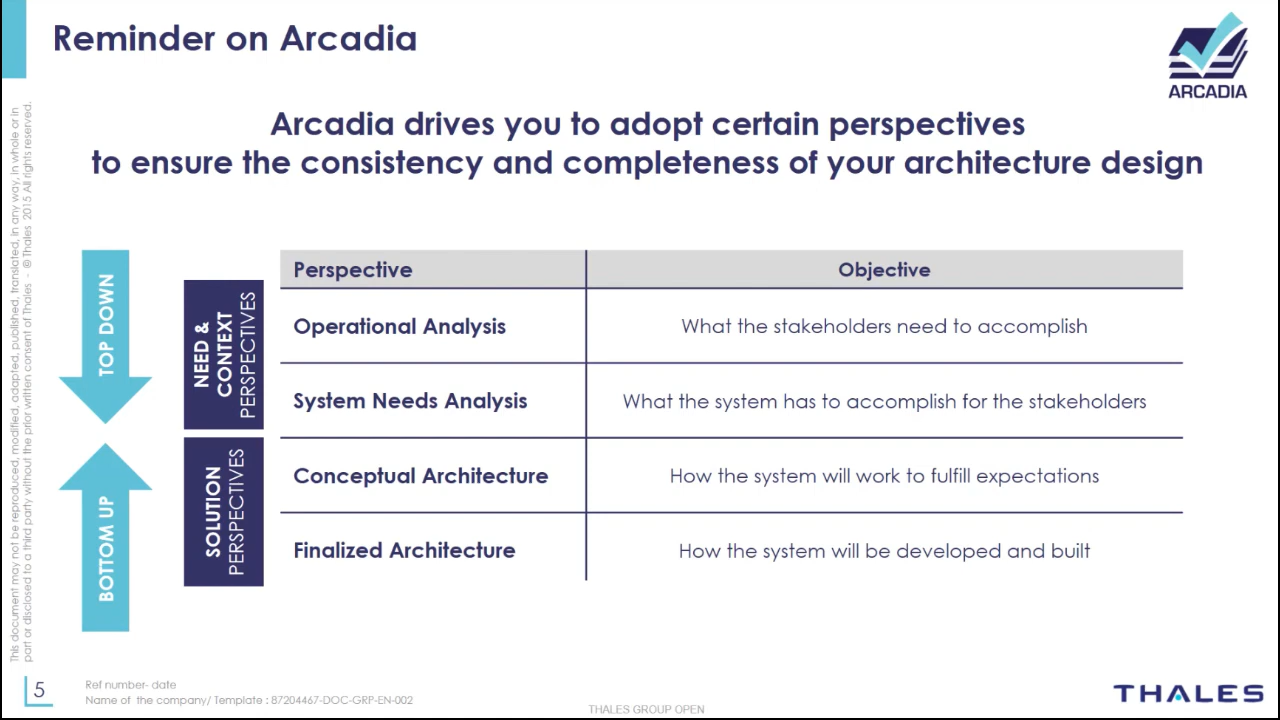 Reminder on Arcadia
ARCADIA
Arcadia drives you to adopt certain perspectives
to ensure the consistency and completeness of your architecture design
This document may not be reproduced, modified, adapted, published, translated, in any way, in whole or in
part or disclosed to a third party without the prior written consent of Thales - © Thales 2015 All rights reserved.
TOP DOWN
BOTTOM UP
NEED &
CONTEXT
PERSPECTIVES
SOLUTION
PERSPECTIVES
Perspective Objective
Operational Analysis What the stakeholders need to accomplish
System Needs Analysis What the system has to accomplish for the stakeholders
Conceptual Architecture How the system will work to fulfill expectations
Finalized Architecture How the system will be developed and built
5
Ref number- date
Name of the company/ Template : 87204467-DOC-GRP-EN-002
THALES GROUP OPEN
THALES